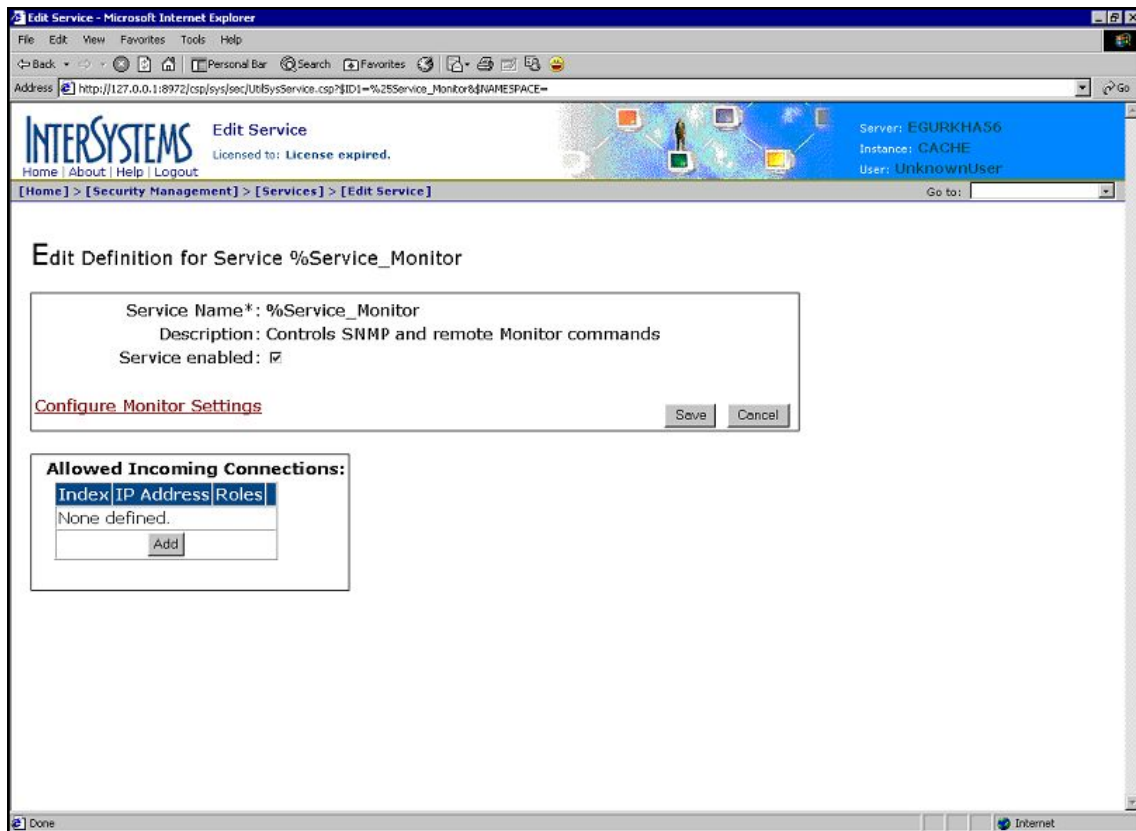 Edit Service - Microsoft Internet Explorer
File Edit View Favorites Tools Help
Back Personal Bar Search Favorites
Address http://127.0.0.1:8972/csp/sys/sec/UtilSysService.csp?$ID1=%25Service_Monitor&$NAMESPACE= Go
INTERSYSTEMS Edit Service
Licensed to: License expired.
Home | About | Help | Logout
Server: EGURKHA56
Instance: CACHE
User: UnknownUser
[Home] > [Security Management] > [Services] > [Edit Service] Go to:
Edit Definition for Service %Service_Monitor
Service Name*: %Service_Monitor
Description: Controls SNMP and remote Monitor commands
Service enabled:
Configure Monitor Settings Save Cancel
Allowed Incoming Connections:
Index IP Address Roles
None defined.
Add
Done Internet